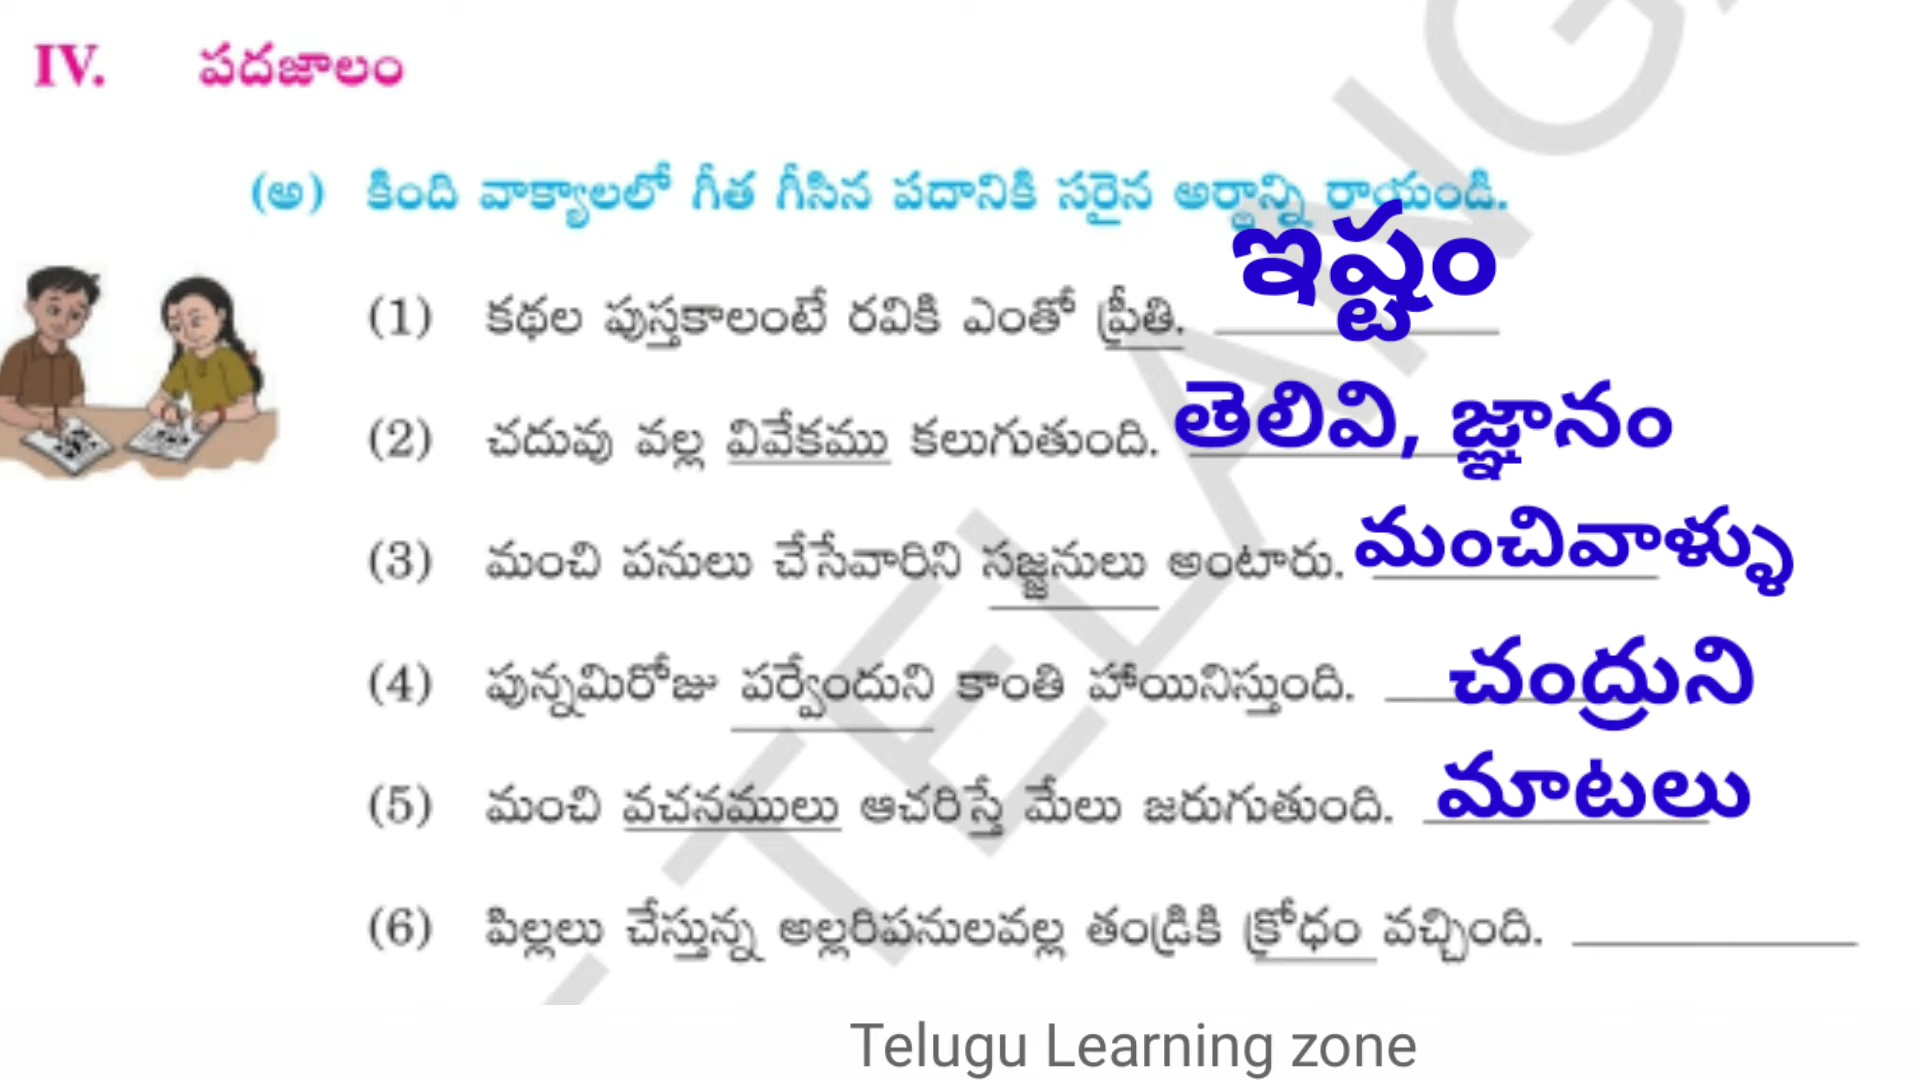 IV. పదజాలం
(అ) కింది వాక్యాలలో గీత గీసిన పదానికి సరైన అర్థాన్ని రాయండి.
(1) కథల పుస్తకాలంటే రవికి ఎంతో ప్రీతి. ఇష్టం
(2) చదువు వల్ల వివేకము కలుగుతుంది. తెలివి, జ్ఞానం
(3) మంచి పనులు చేసేవారిని సజ్జనులు అంటారు. మంచివాళ్ళు
(4) పున్నమిరోజు పర్వేందుని కాంతి హాయినిస్తుంది. చంద్రుని
(5) మంచి వచనములు ఆచరిస్తే మేలు జరుగుతుంది. మాటలు
(6) పిల్లలు చేస్తున్న అల్లరిపనులవల్ల తండ్రికి క్రోధం వచ్చింది.
Telugu Learning zone